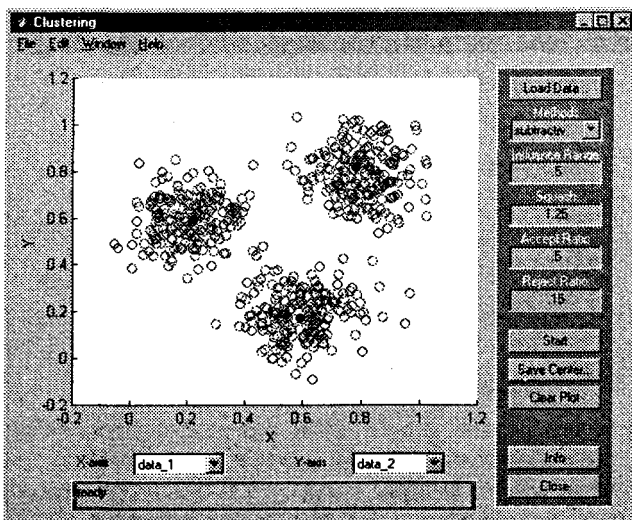 Clustering
File Edit Window Help
Load Data...
Methods
subtractiv
Influence Range
.5
Squash
1.25
Accept Ratio
.5
Reject Ratio
.15
Start
Save Center...
Clear Plot
Info
Close
1.2
1
0.8
0.6
0.4
0.2
0
-0.2
Y
-0.2 0 0.2 0.4 0.6 0.8 1 1.2
X
X-axis data_1 Y-axis data_2
Ready